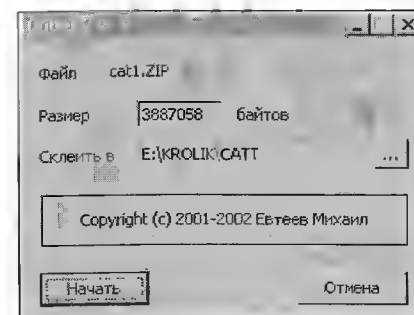 Файл cat1.ZIP
Размер 3887058 байтов
Склеить в E:\KROLIK\CATT ...
Copyright (c) 2001-2002 Евтеев Михаил
Начать Отмена